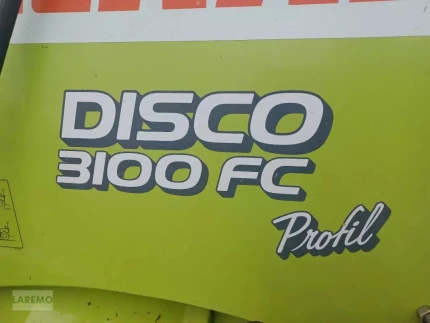 DISCO
3100 FC
Profil
LAREMO